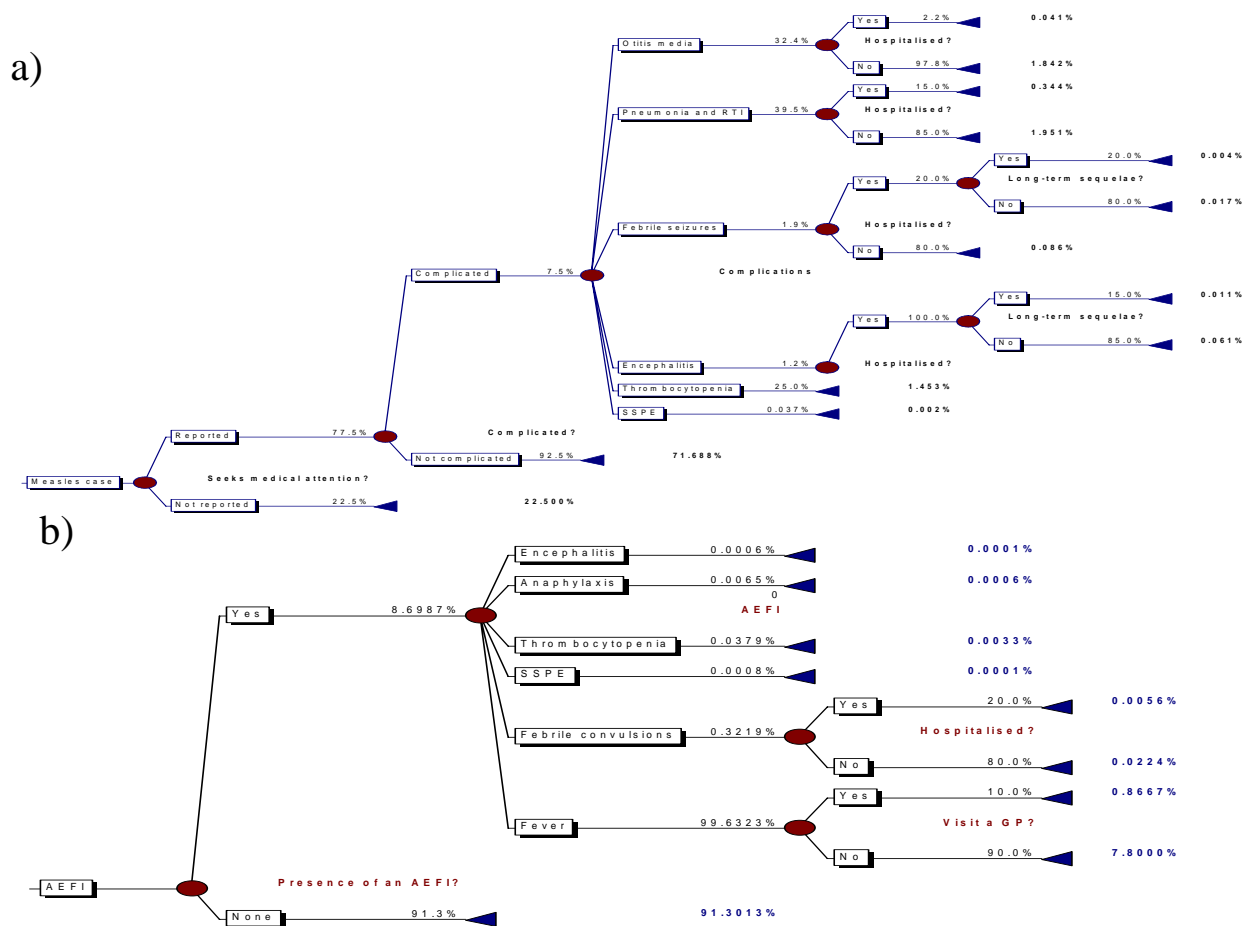 a)
Yes 2.2% 0.041%
Otitis media 32.4% Hospitalised?
No 97.8% 1.842%
Yes 15.0% 0.344%
Pneumonia and RTI 39.5% Hospitalised?
No 85.0% 1.951%
Yes 20.0% 0.004%
Yes 20.0% Long-term sequelae?
No 80.0% 0.017%
Febrile seizures 1.9% Hospitalised?
No 80.0% 0.086%
Complicated 7.5% Complications
Yes 15.0% 0.011%
Yes 100.0% Long-term sequelae?
No 85.0% 0.061%
Encephalitis 1.2% Hospitalised?
Thrombocytopenia 25.0% 1.453%
SSPE 0.037% 0.002%
Reported 77.5% Complicated?
Not complicated 92.5% 71.688%
Measles case Seeks medical attention?
Not reported 22.5% 22.500%
b)
Encephalitis 0.0006% 0.0001%
Anaphylaxis 0.0065% 0.0006%
0
Yes 8.6987% AEFI
Thrombocytopenia 0.0379% 0.0033%
SSPE 0.0008% 0.0001%
Yes 20.0% 0.0056%
Febrile convulsions 0.3219% Hospitalised?
No 80.0% 0.0224%
Yes 10.0% 0.8667%
Fever 99.6323% Visit a GP?
No 90.0% 7.8000%
AEFI Presence of an AEFI?
None 91.3% 91.3013%